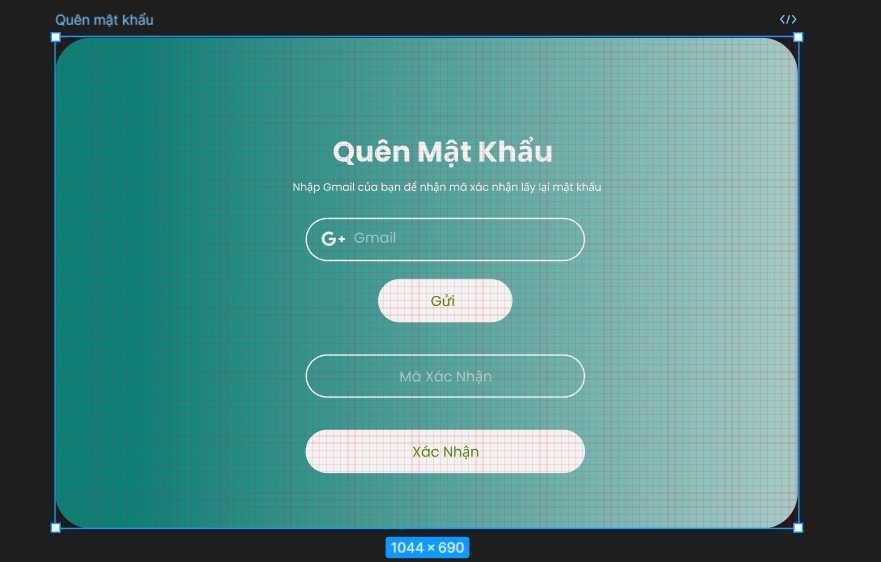 Quên mật khẩu
Quên Mật Khẩu
Nhập Gmail của bạn để nhận mã xác nhận lấy lại mật khẩu
G+ Gmail
Gửi
Mã Xác Nhận
Xác Nhận
1044 × 690